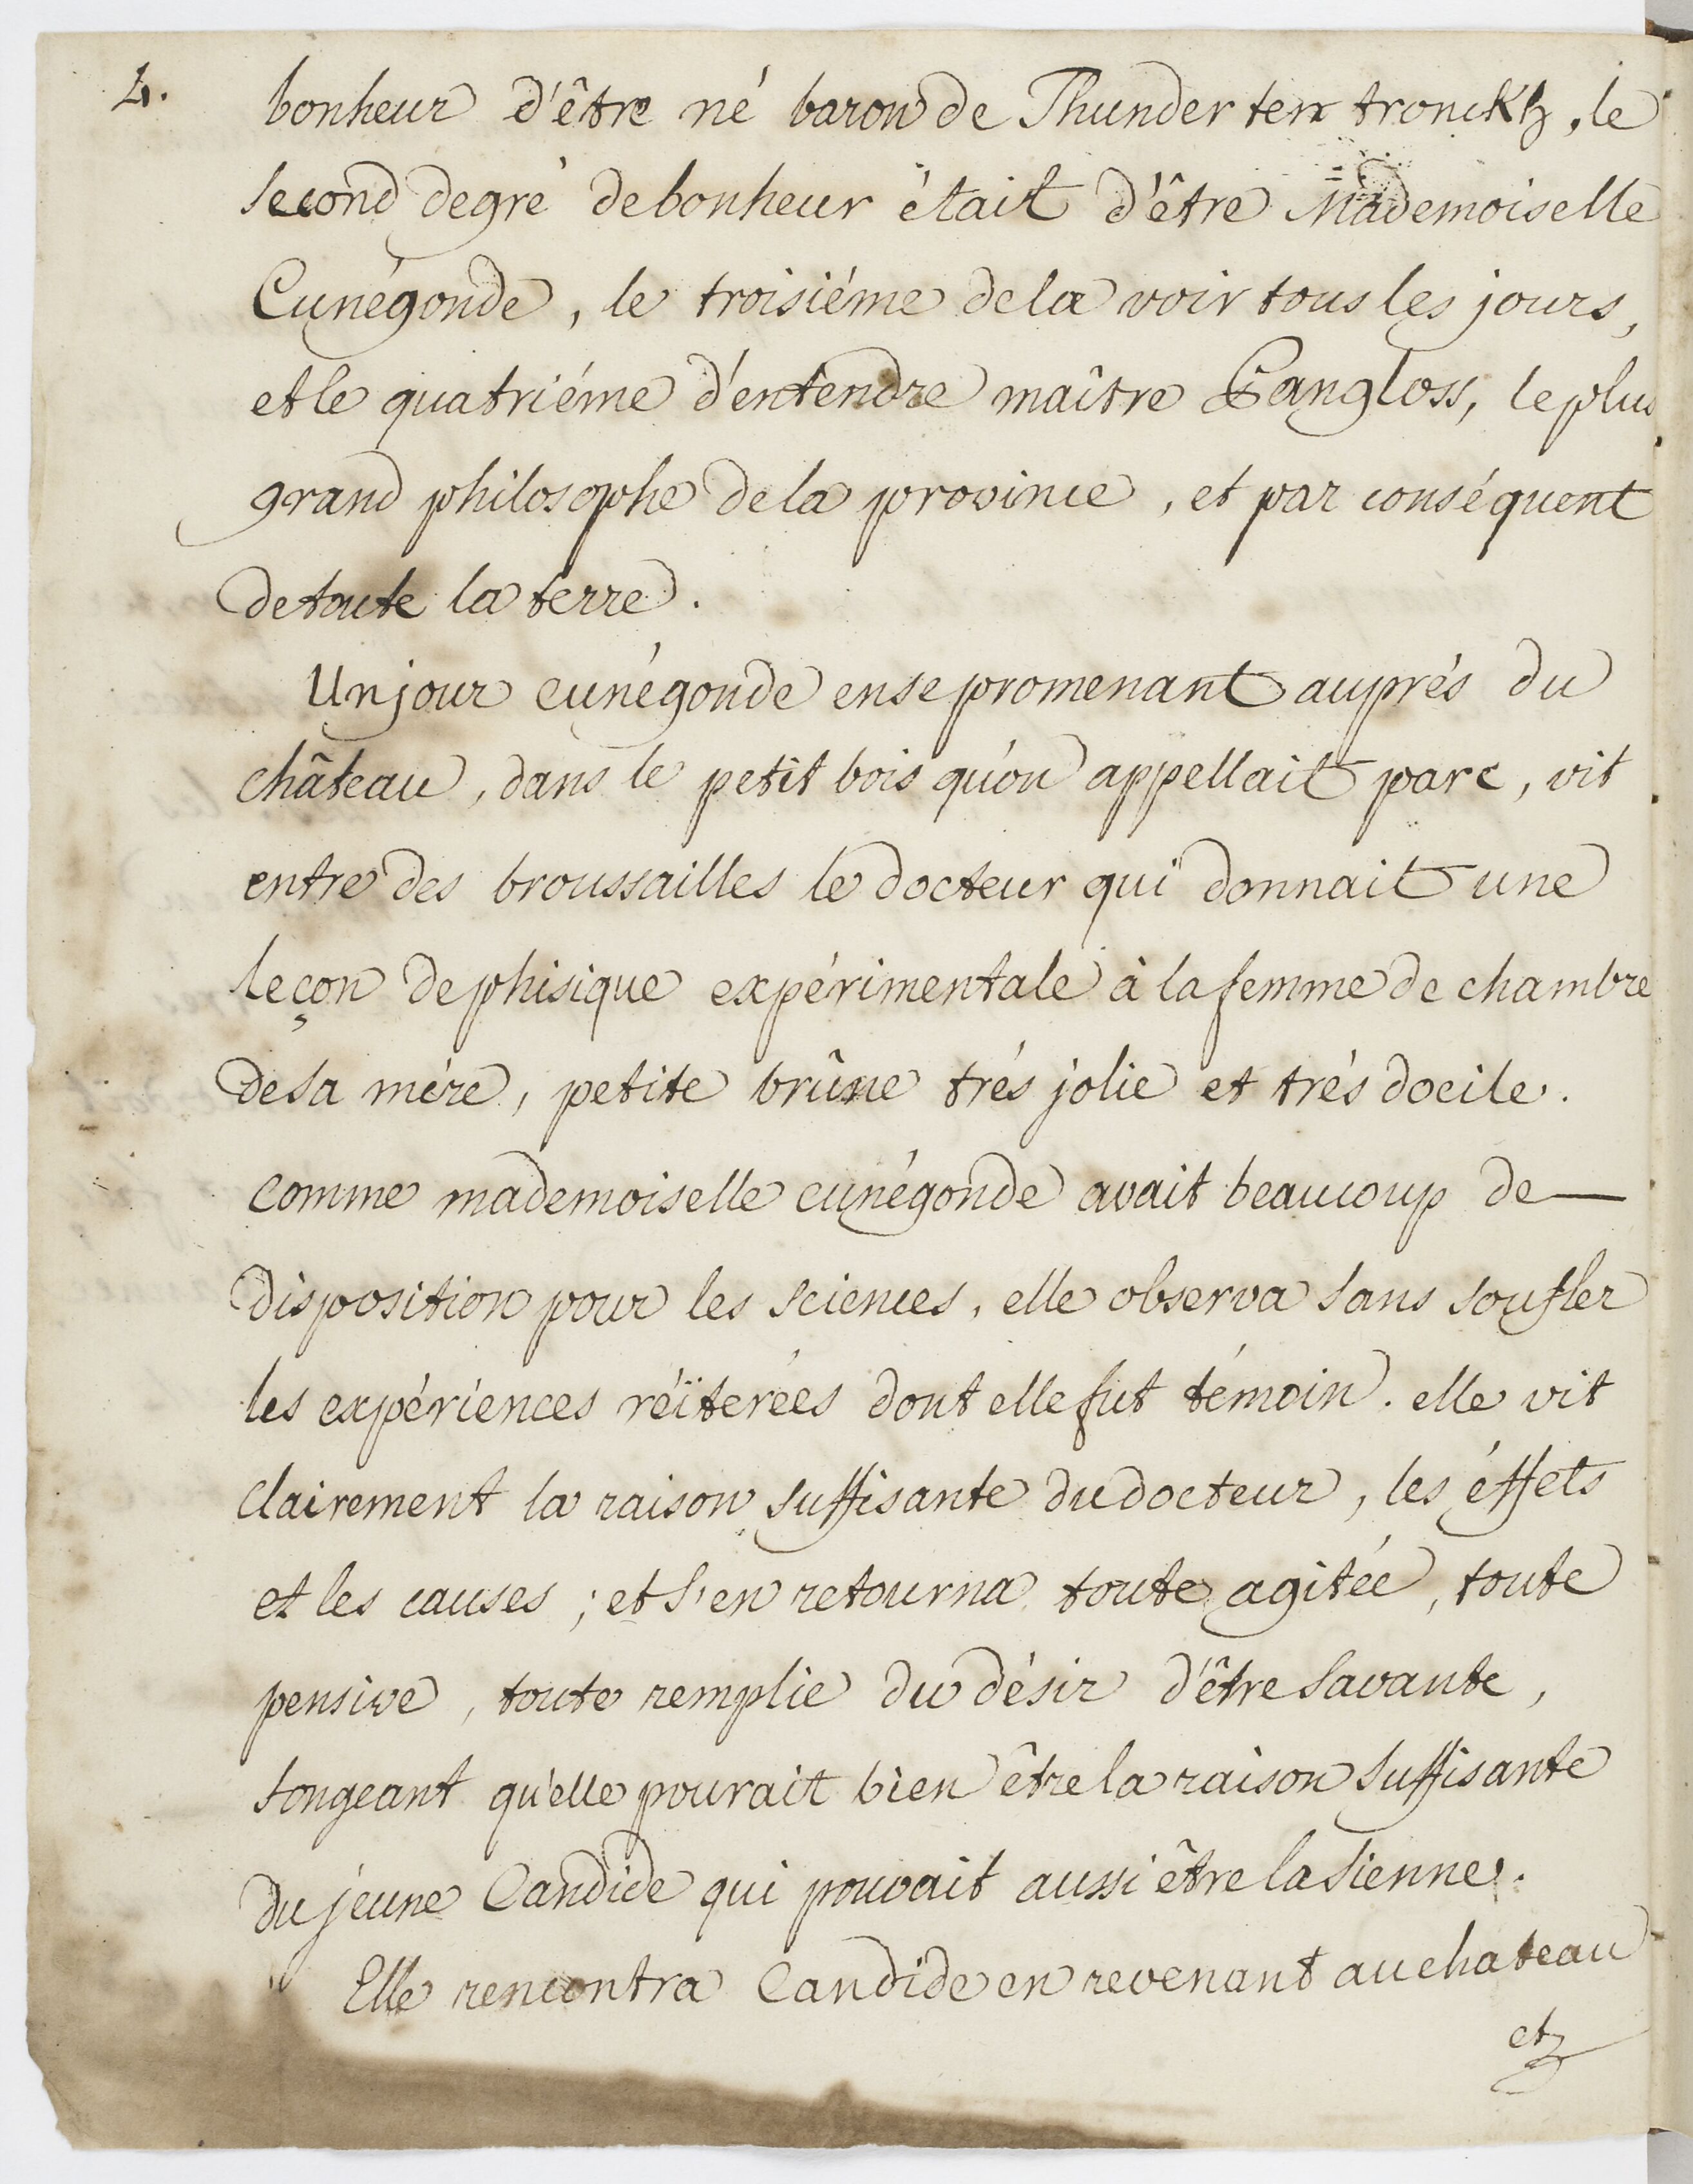 4.
bonheur d'être né baron de Thunder ten tronckh, le
second degré de bonheur était d'être Mademoiselle
Cunégonde, le troisiéme de la voir tous les jours,
et le quatriéme d'entendre maître Pangloss, le plus
grand philosophe de la province, et par conséquent
de toute la terre.
Un jour cunégonde en se promenant auprés du
château, dans le petit bois qu'on appellait parc, vit
entre des broussailles le docteur qui donnait une
leçon de phisique expérimentale à la femme de chambre
de sa mére, petite brûne trés jolie et trés docile.
comme mademoiselle cunégonde avait beaucoup de —
disposition pour les sciences, elle observa sans soufler
les expériences réïterées dont elle fut témoin. elle vit
clairement la raison suffisante du docteur, les éffets
et les causes; et s'en retourna toute agitée, toute
pensive, toute remplie du désir d'être savante,
songeant qu'elle pourait bien être la raison suffisante
du jeune Candide qui pouvait aussi être la sienne.
Elle rencontra Candide en revenant au chateau
et